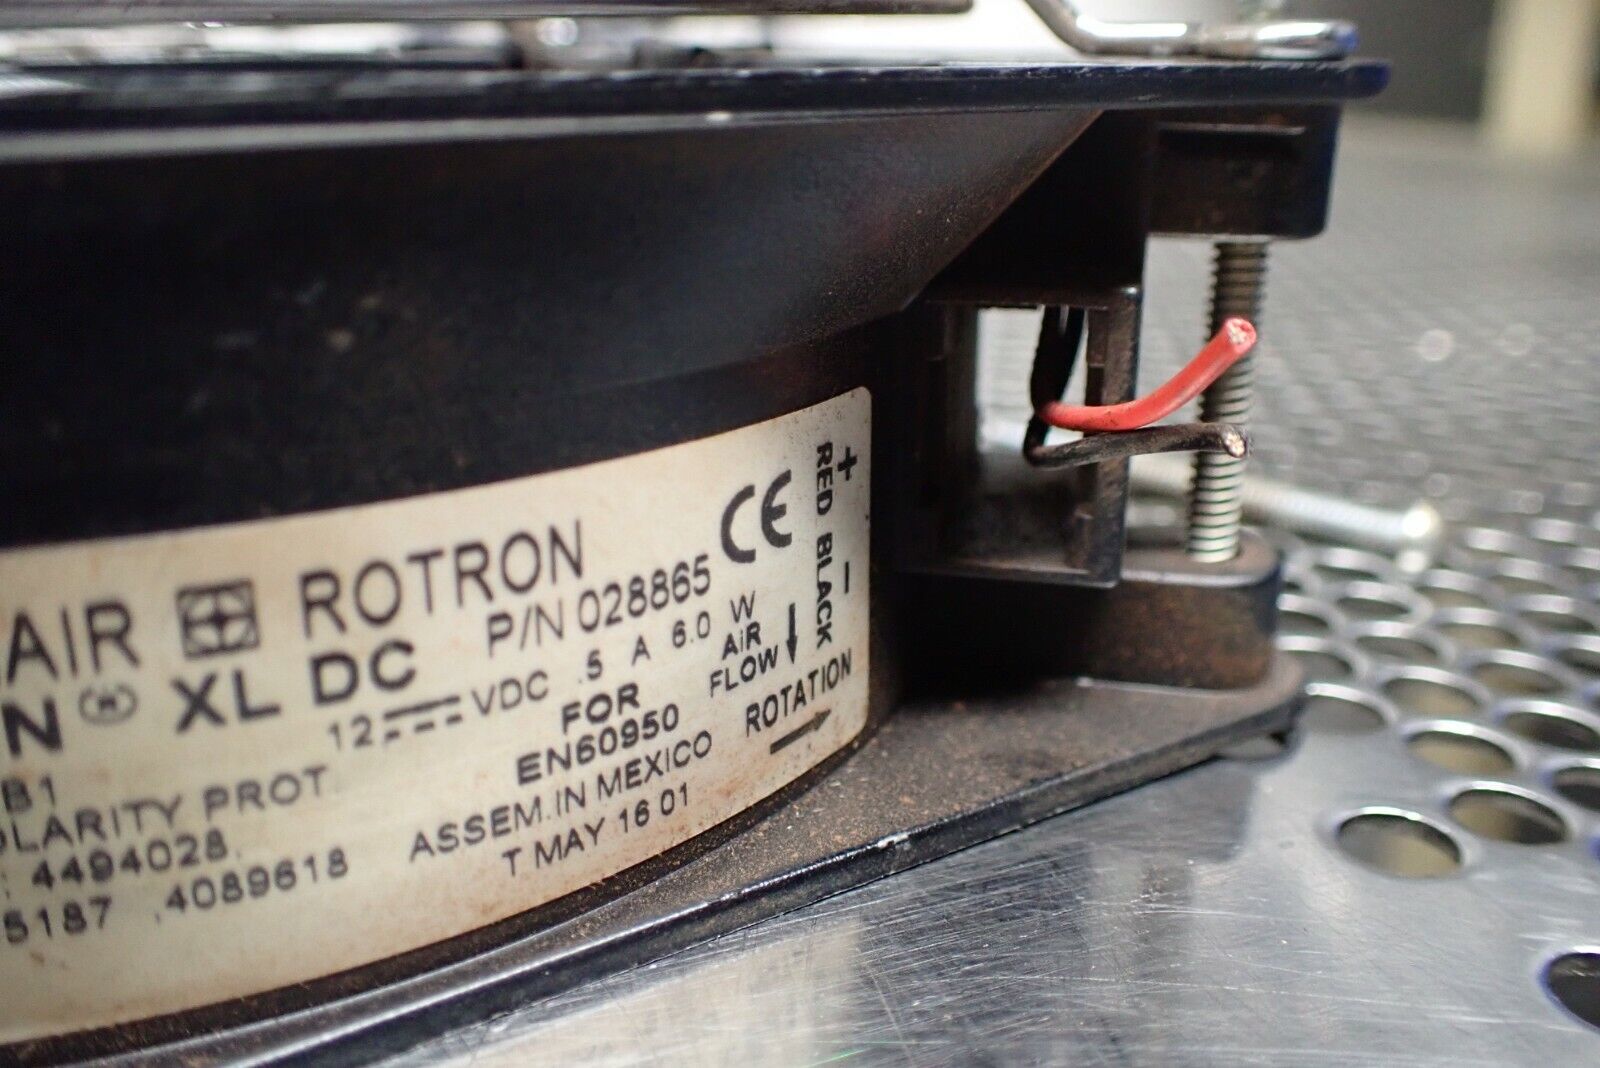 AIR ROTRON CE
N XL DC P/N 028865
12 VDC .5 A 6.0 W
FOR
EN60950
B1
OLARITY PROT.
: 4494028.
5187 .4089618
ASSEM.IN MEXICO
T MAY 16 01
AiR
FLOW
ROTATION
+ -
RED BLACK